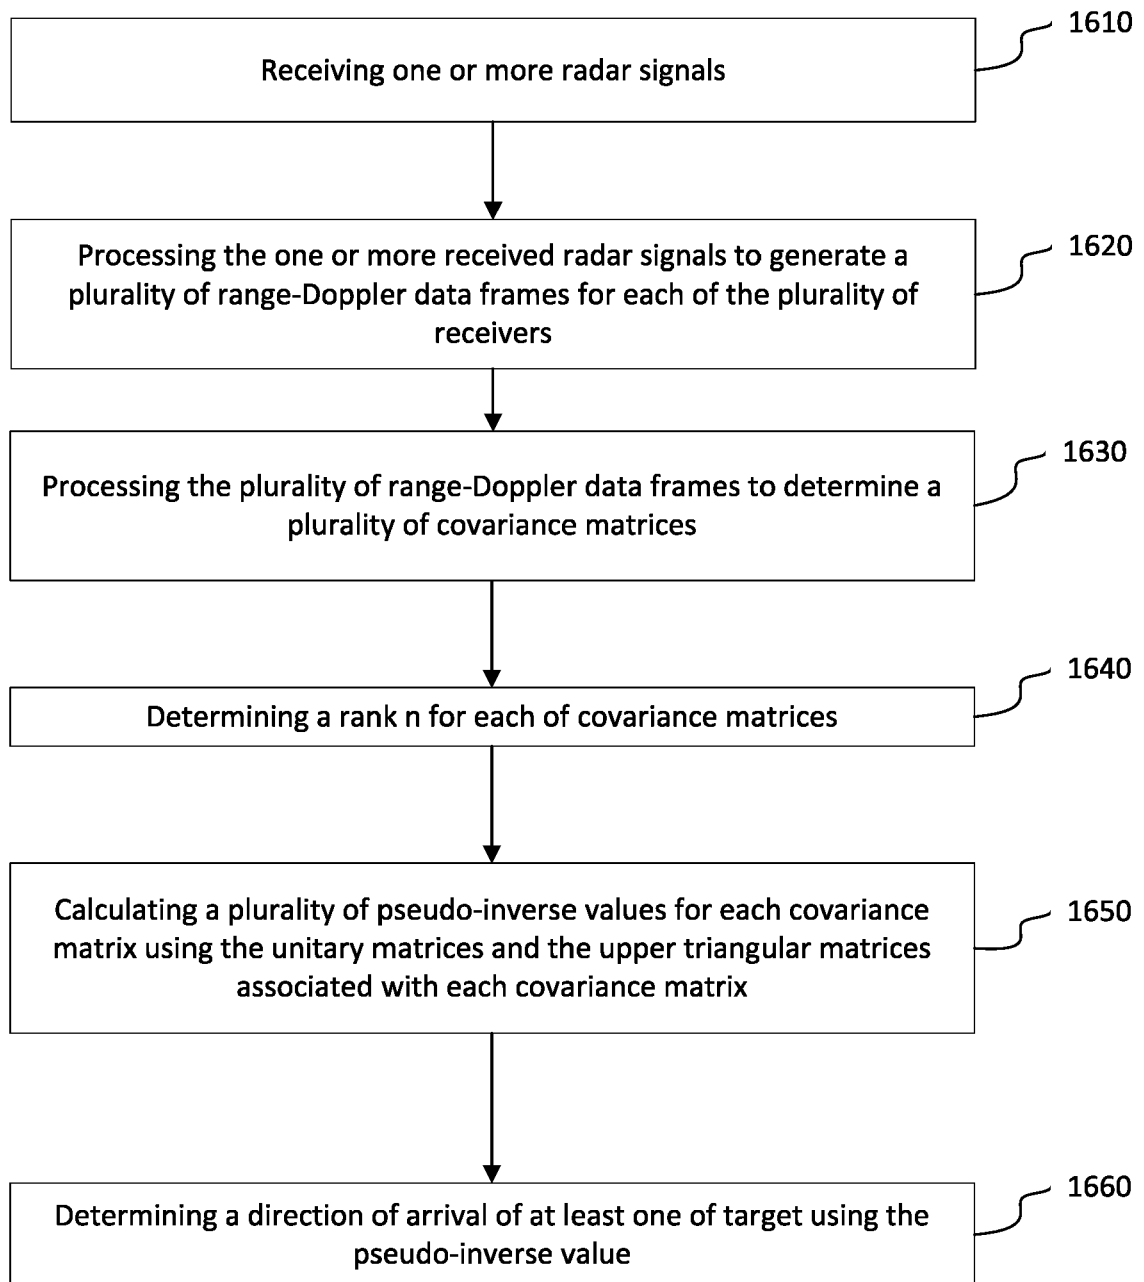 1610
Receiving one or more radar signals
1620
Processing the one or more received radar signals to generate a
plurality of range-Doppler data frames for each of the plurality of
receivers
1630
Processing the plurality of range-Doppler data frames to determine a
plurality of covariance matrices
1640
Determining a rank n for each of covariance matrices
1650
Calculating a plurality of pseudo-inverse values for each covariance
matrix using the unitary matrices and the upper triangular matrices
associated with each covariance matrix
1660
Determining a direction of arrival of at least one of target using the
pseudo-inverse value